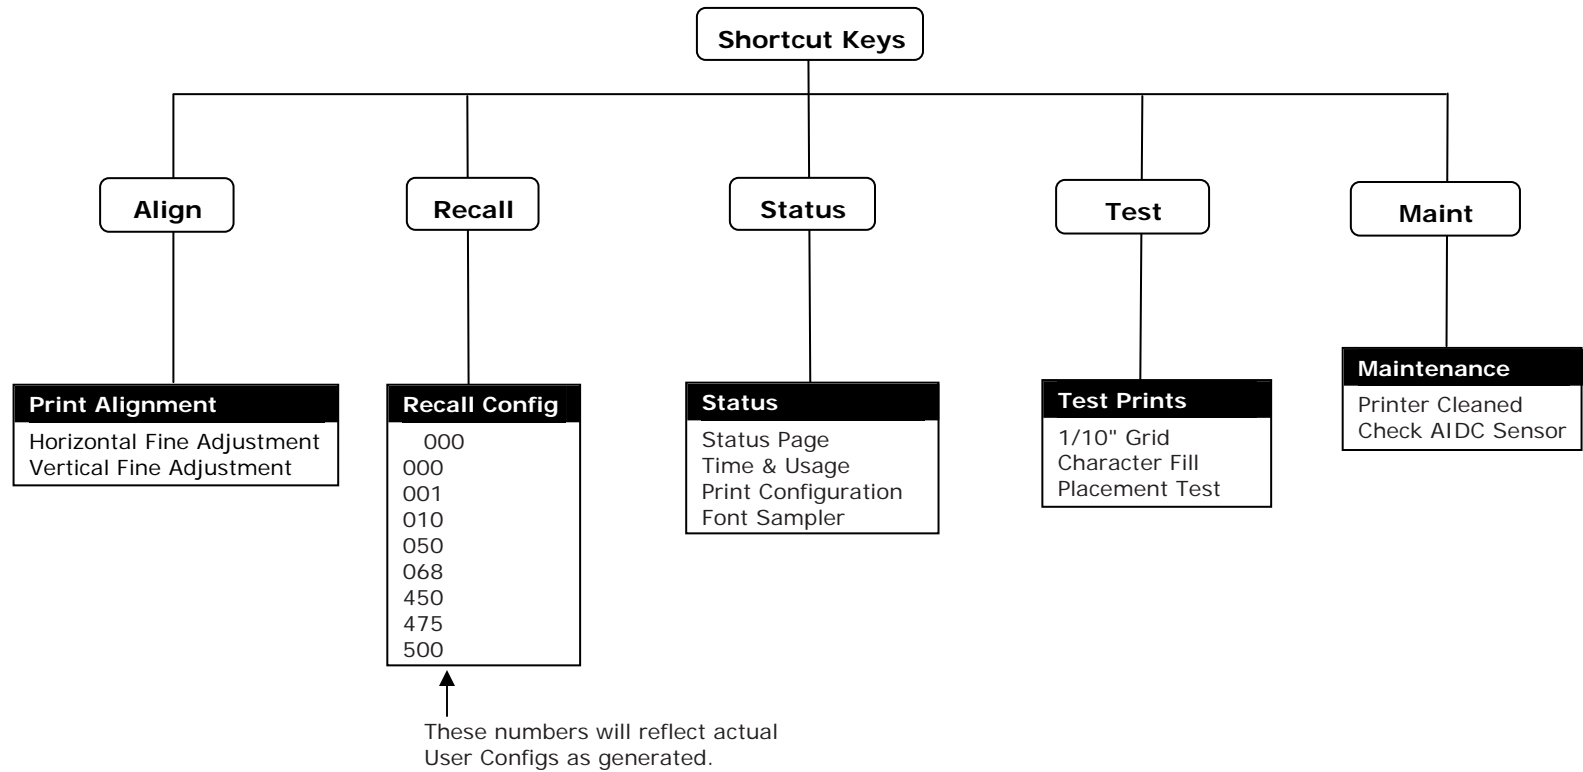 Shortcut Keys
Align
Recall
Status
Test
Maint
Print Alignment
Horizontal Fine Adjustment
Vertical Fine Adjustment
Recall Config
000
000
001
010
050
068
450
475
500
These numbers will reflect actual
User Configs as generated.
Status
Status Page
Time & Usage
Print Configuration
Font Sampler
Test Prints
1/10" Grid
Character Fill
Placement Test
Maintenance
Printer Cleaned
Check AIDC Sensor